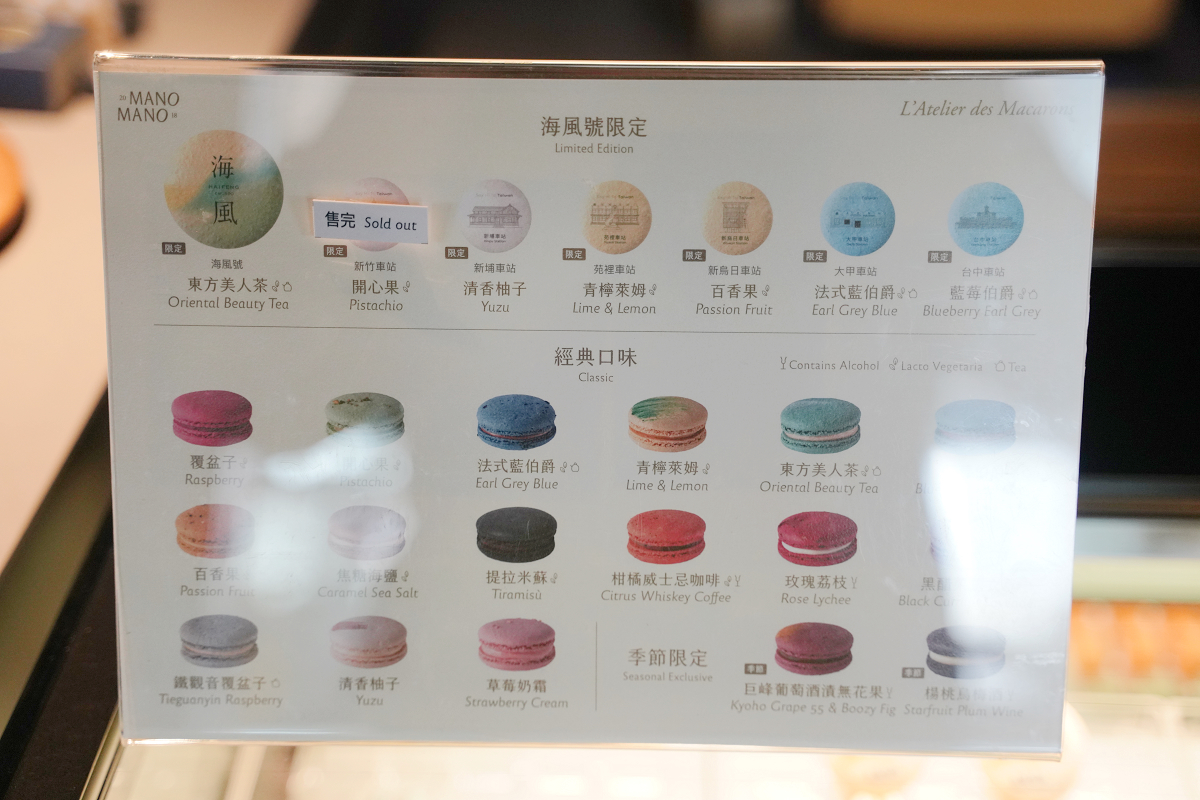 20 MANO
MANO 18
L'Atelier des Macarons
海風號限定
Limited Edition
海
HAIFENG
風
售完 Sold out
限定
限定
限定
限定
限定
限定
限定
海風號
新竹車站
新埔車站
苑裡車站
新烏日車站
大甲車站
台中車站
東方美人茶
開心果
清香柚子
青檸萊姆
百香果
法式藍伯爵
藍莓伯爵
Oriental Beauty Tea
Pistachio
Yuzu
Lime & Lemon
Passion Fruit
Earl Grey Blue
Blueberry Earl Grey
經典口味
Classic
Contains Alcohol
Lacto Vegetaria
Tea
覆盆子
開心果
法式藍伯爵
青檸萊姆
東方美人茶
Raspberry
Pistachio
Earl Grey Blue
Lime & Lemon
Oriental Beauty Tea
百香果
焦糖海鹽
提拉米蘇
柑橘威士忌咖啡
玫瑰荔枝
Passion Fruit
Caramel Sea Salt
Tiramisù
Citrus Whiskey Coffee
Rose Lychee
Black
鐵觀音覆盆子
清香柚子
草莓奶霜
Tieguanyin Raspberry
Yuzu
Strawberry Cream
季節限定
Seasonal Exclusive
季節
季節
巨峰葡萄酒漬無花果
Kyoho Grape 55 & Boozy Fig
Starfruit Plum Wine